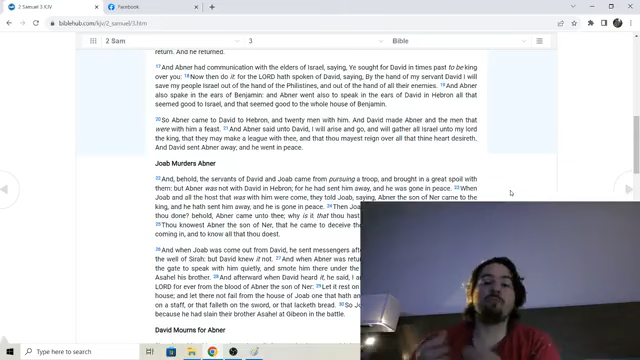 2 Samuel 3 KJV
Facebook
biblehub.com/kjv/2_samuel/3.htm
2 Sam
3
Bible
return. And he returned.
17 And Abner had communication with the elders of Israel, saying, Ye sought for David in times past to be king
over you: 18 Now then do it: for the LORD hath spoken of David, saying, By the hand of my servant David I will
save my people Israel out of the hand of the Philistines, and out of the hand of all their enemies. 19 And Abner
also spake in the ears of Benjamin: and Abner went also to speak in the ears of David in Hebron all that
seemed good to Israel, and that seemed good to the whole house of Benjamin.
20 So Abner came to David to Hebron, and twenty men with him. And David made Abner and the men that
were with him a feast. 21 And Abner said unto David, I will arise and go, and will gather all Israel unto my lord
the king, that they may make a league with thee, and that thou mayest reign over all that thine heart desireth.
And David sent Abner away; and he went in peace.
Joab Murders Abner
22 And, behold, the servants of David and Joab came from pursuing a troop, and brought in a great spoil with
them: but Abner was not with David in Hebron; for he had sent him away, and he was gone in peace. 23 When
Joab and all the host that was with him were come, they told Joab, saying, Abner the son of Ner came to the
king, and he hath sent him away, and he is gone in peace. 24 Then Joab
thou done? behold, Abner came unto thee; why is it that thou hast
25 Thou knowest Abner the son of Ner, that he came to deceive the
coming in, and to know all that thou doest.
26 And when Joab was come out from David, he sent messengers after
the well of Sirah: but David knew it not. 27 And when Abner was retur
the gate to speak with him quietly, and smote him there under the
Asahel his brother. 28 And afterward when David heard it, he said, I a
LORD for ever from the blood of Abner the son of Ner: 29 Let it rest on
house; and let there not fail from the house of Joab one that hath an
on a staff, or that falleth on the sword, or that lacketh bread. 30 So Jo
because he had slain their brother Asahel at Gibeon in the battle.
David Mourns for Abner
Type here to search